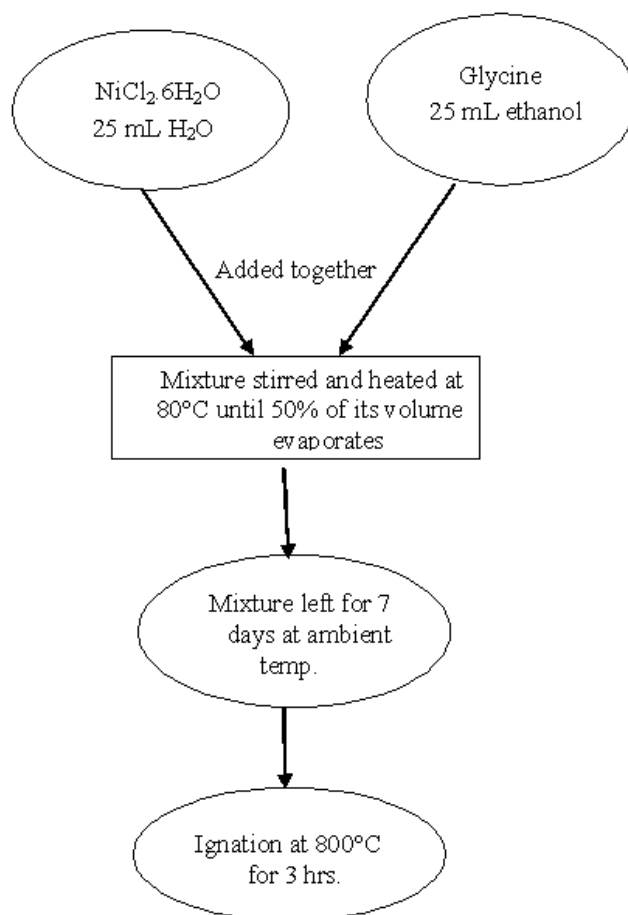 NiCl₂.6H₂O
25 mL H₂O
Glycine
25 mL ethanol
Added together
Mixture stirred and heated at
80°C until 50% of its volume
evaporates
Mixture left for 7
days at ambient
temp.
Ignation at 800°C
for 3 hrs.